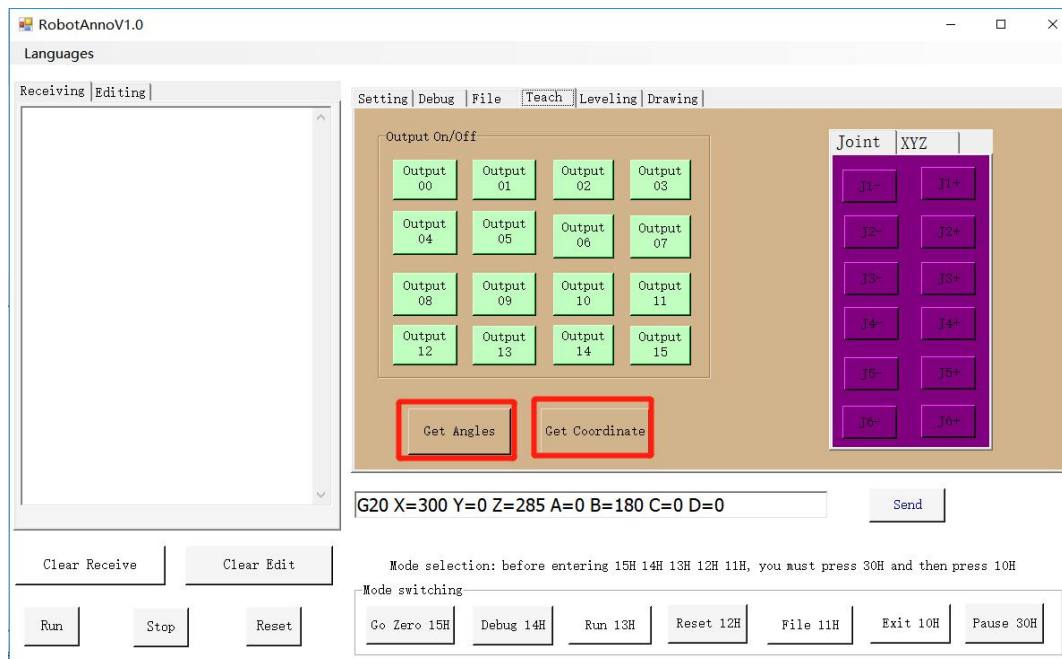 RobotAnnoV1.0
Languages
Receiving Editing
Setting Debug File Teach Leveling Drawing
Output On/Off
Output 00 Output 01 Output 02 Output 03
Output 04 Output 05 Output 06 Output 07
Output 08 Output 09 Output 10 Output 11
Output 12 Output 13 Output 14 Output 15
Joint XYZ
J1- J1+
J2- J2+
J3- J3+
J4- J4+
J5- J5+
J6- J6+
Get Angles Get Coordinate
G20 X=300 Y=0 Z=285 A=0 B=180 C=0 D=0
Send
Clear Receive Clear Edit
Run Stop Reset
Mode selection: before entering 15H 14H 13H 12H 11H, you must press 30H and then press 10H
Mode switching
Go Zero 15H Debug 14H Run 13H Reset 12H File 11H Exit 10H Pause 30H